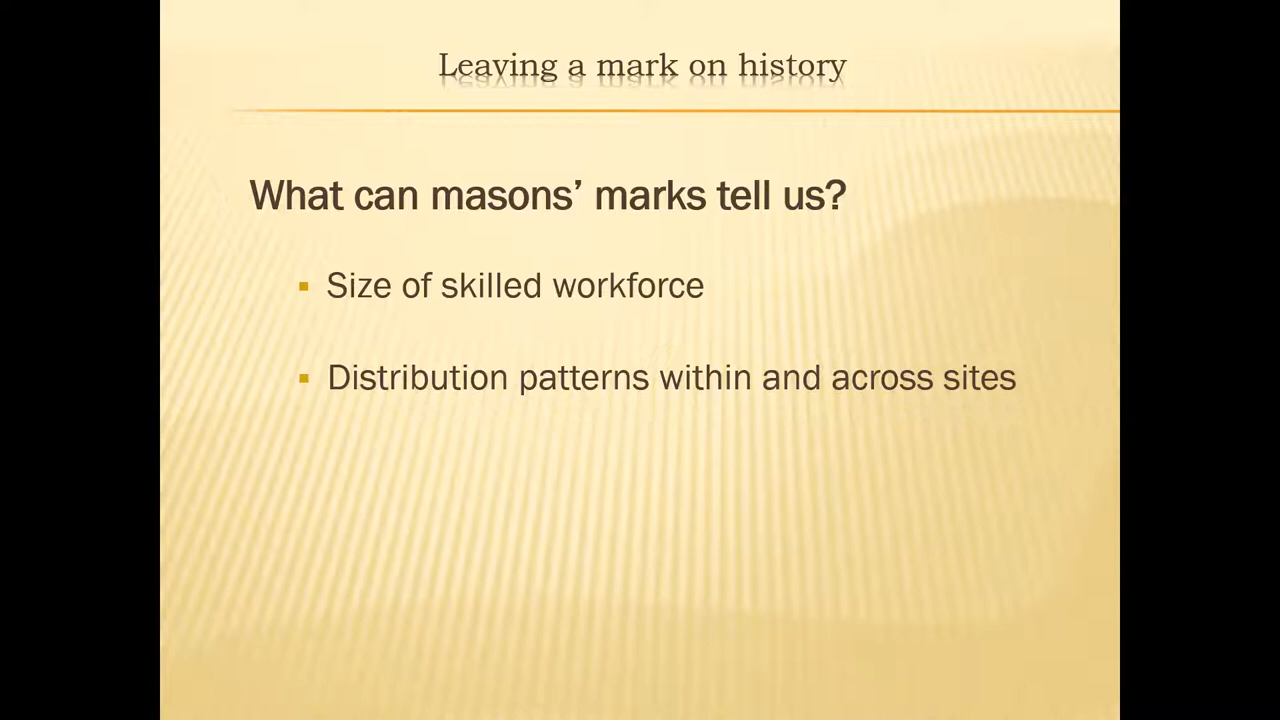 Leaving a mark on history
What can masons’ marks tell us?
▪ Size of skilled workforce
▪ Distribution patterns within and across sites